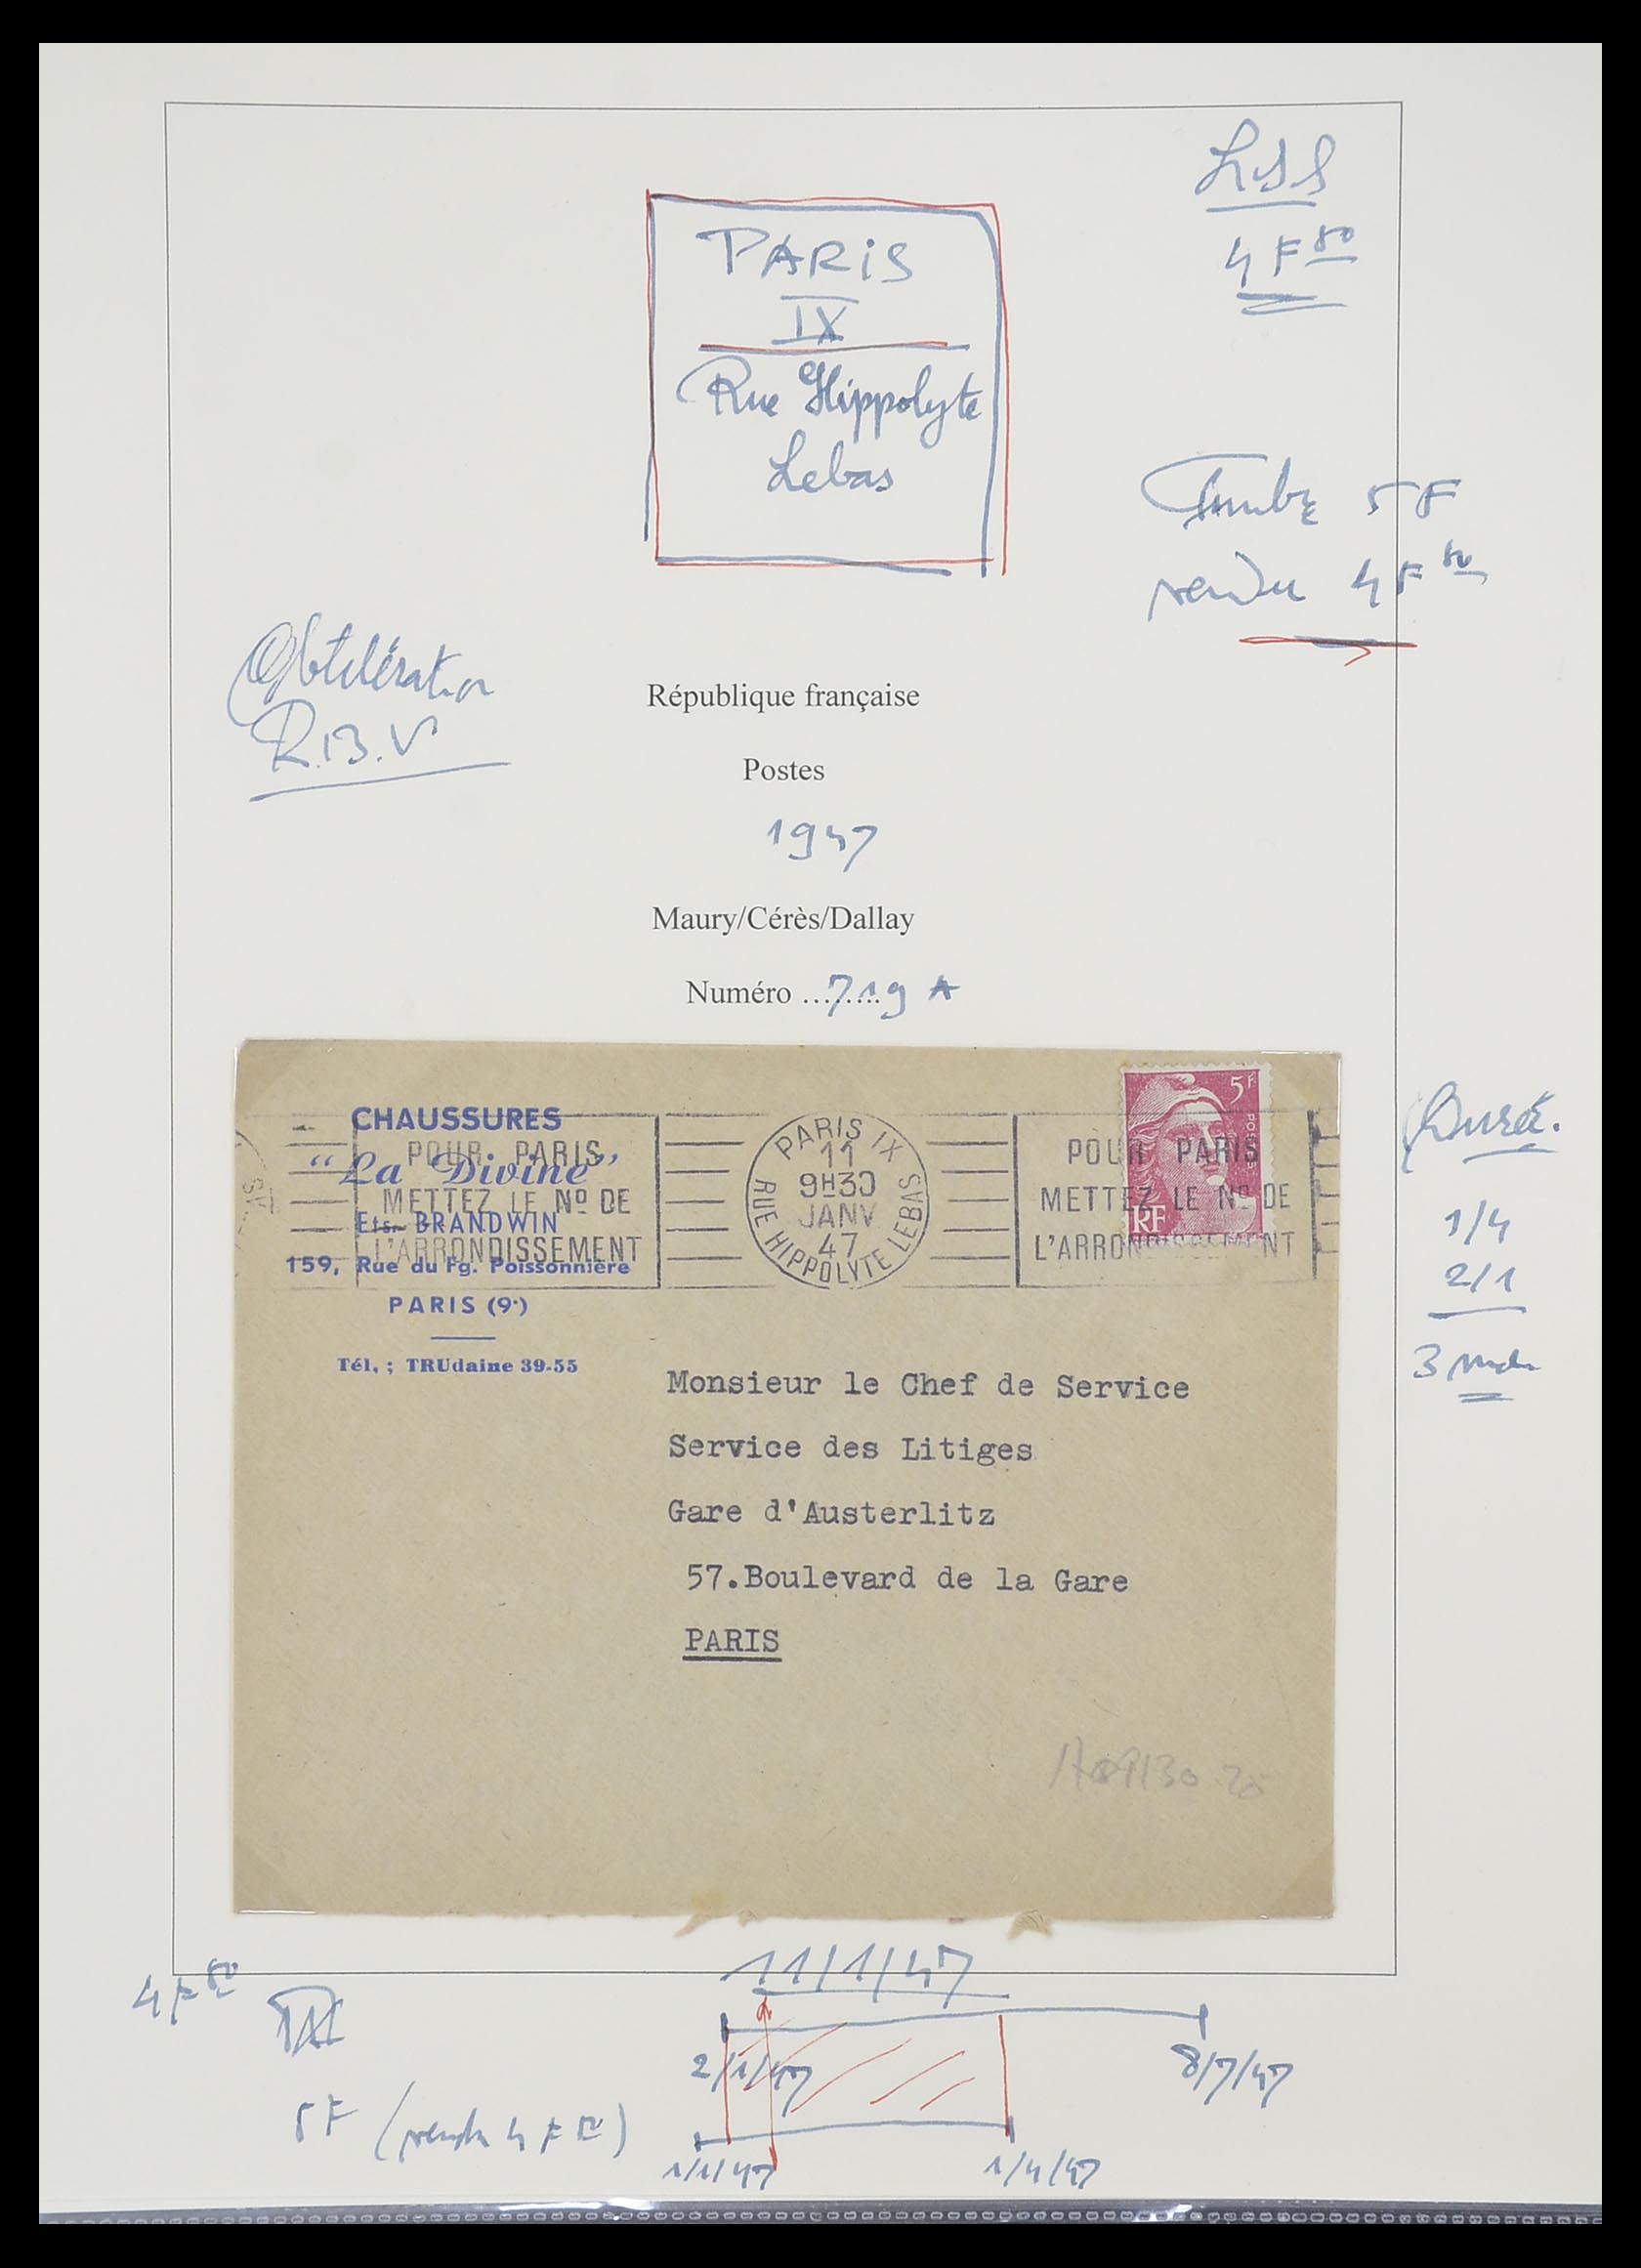 LSS
4F80
PARiS
IX
Rue Hippolyte
Lebas
Timbre 5F
vendu 4F80
Obtilération
R.B.V
République française
Postes
1947
Maury/Cérès/Dallay
Numéro ........719 A
CHAUSSURES
“La Divine”
Ets. BRANDWIN
159, Rue du Fg. Poissonnière
PARIS (9e)
Tél, ; TRUdaine 39-55
POUR PARIS
METTEZ LE Nº DE
L'ARRONDISSEMENT
PARIS IX
11
9H30
JANV
47
RUE HIPPOLYTE LEBAS
POUR PARIS
METTEZ LE Nº DE
L'ARRONDISSEMENT
5F
POSTES
RF
Durée.
1/4
2/1
3 mois
Monsieur le Chef de Service
Service des Litiges
Gare d'Austerlitz
57.Boulevard de la Gare
PARIS
11/1/47
4F80
2/1/47
8/7/47
5F (vendu 4F80)
1/1/47
1/4/47